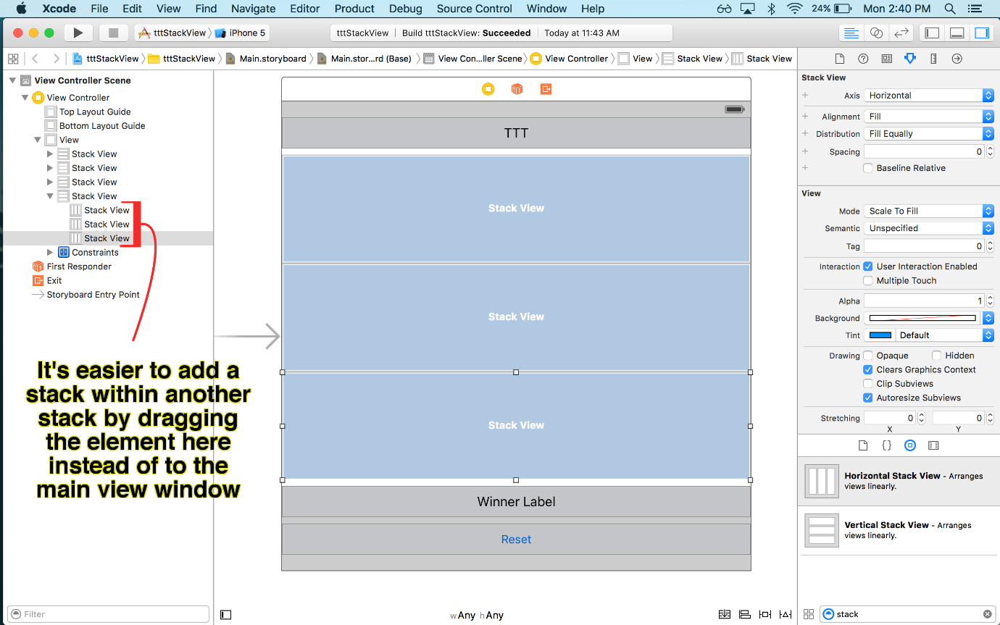 Xcode File Edit View Find Navigate Editor Product Debug Source Control Window Help 24% Mon 2:40 PM
tttStackView iPhone 5 tttStackView Build tttStackView: Succeeded Today at 11:43 AM
tttStackView tttStackView Main.storyboard Main.stor...rd (Base) View Con...ller Scene View Controller View Stack View Stack View
View Controller Scene
View Controller
Top Layout Guide
Bottom Layout Guide
View
Stack View
Stack View
Stack View
Stack View
Stack View
Stack View
Stack View
Constraints
First Responder
Exit
Storyboard Entry Point
It's easier to add a
stack within another
stack by dragging
the element here
instead of to the
main view window
Filter
TTT
Stack View
Stack View
Stack View
Winner Label
Reset
wAny hAny
Stack View
Axis Horizontal
Alignment Fill
Distribution Fill Equally
Spacing 0
Baseline Relative
View
Mode Scale To Fill
Semantic Unspecified
Tag 0
Interaction User Interaction Enabled
Multiple Touch
Alpha 1
Background
Tint Default
Drawing Opaque Hidden
Clears Graphics Context
Clip Subviews
Autoresize Subviews
Stretching 0 0
X Y
Horizontal Stack View - Arranges
views linearly.
Vertical Stack View - Arranges
views linearly.
stack